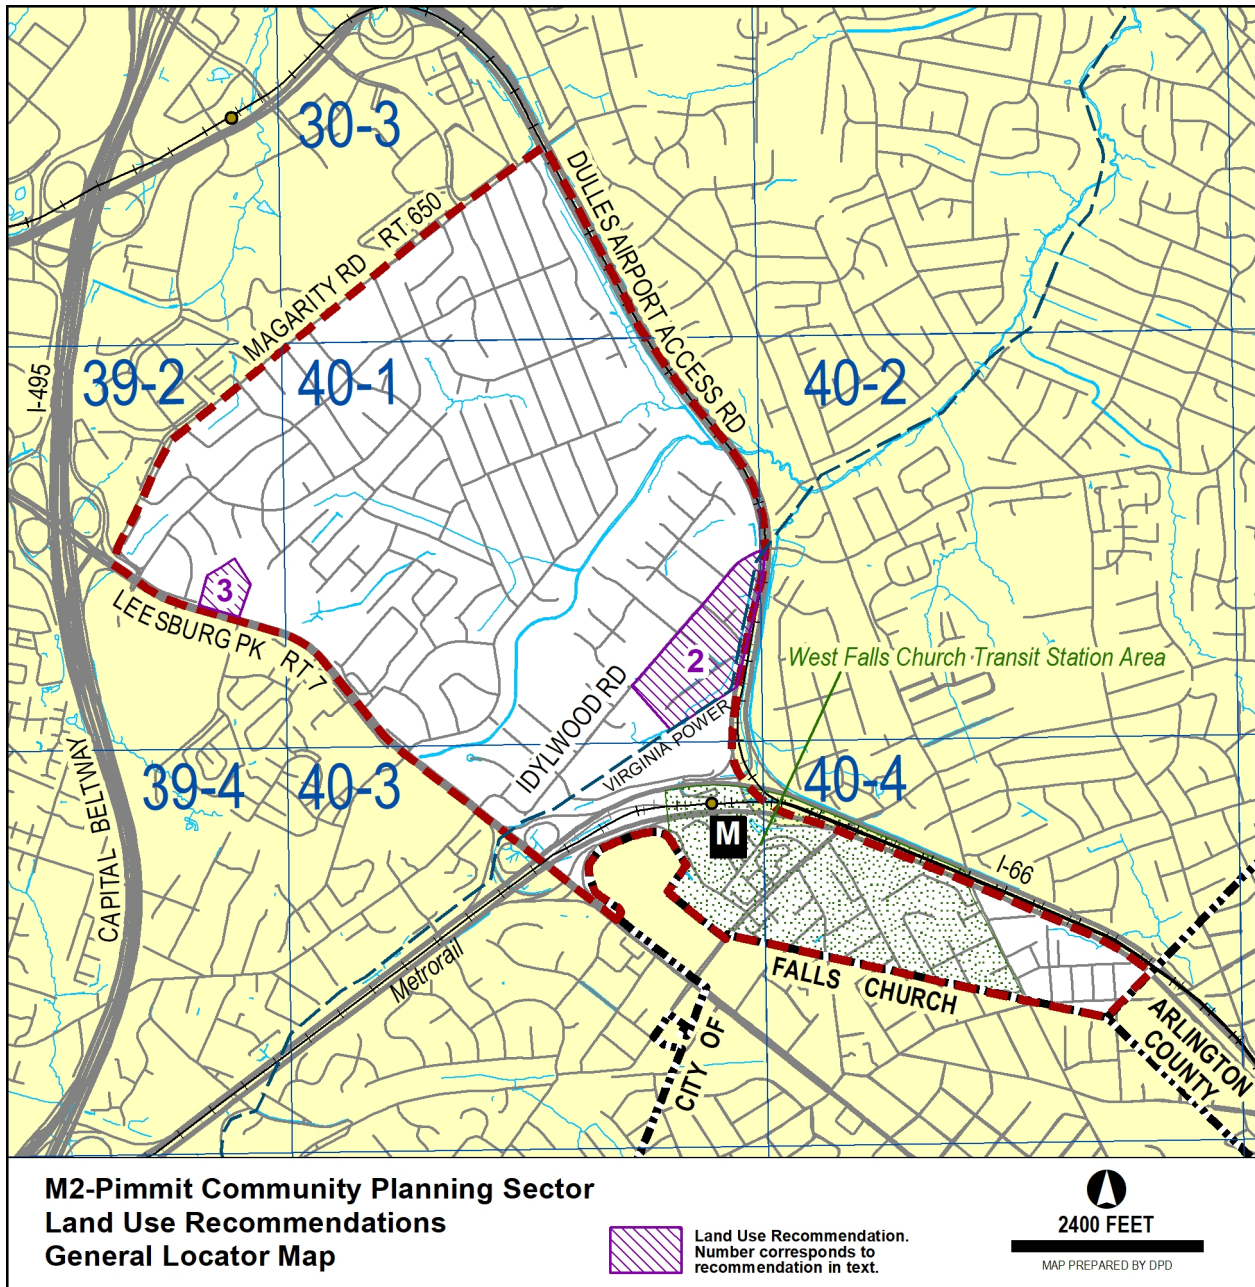 30-3
DULLES AIRPORT ACCESS RD
MAGARITY RD RT 650
I-495
39-2
40-1
40-2
3
LEESBURG PK RT 7
2
West Falls Church Transit Station Area
IDYLWOOD RD
VIRGINIA POWER
CAPITAL BELTWAY
39-4
40-3
40-4
M
I-66
Metrorail
FALLS CHURCH
CITY OF
ARLINGTON
COUNTY
M2-Pimmit Community Planning Sector
Land Use Recommendations
General Locator Map
Land Use Recommendation.
Number corresponds to
recommendation in text.
2400 FEET
MAP PREPARED BY DPD